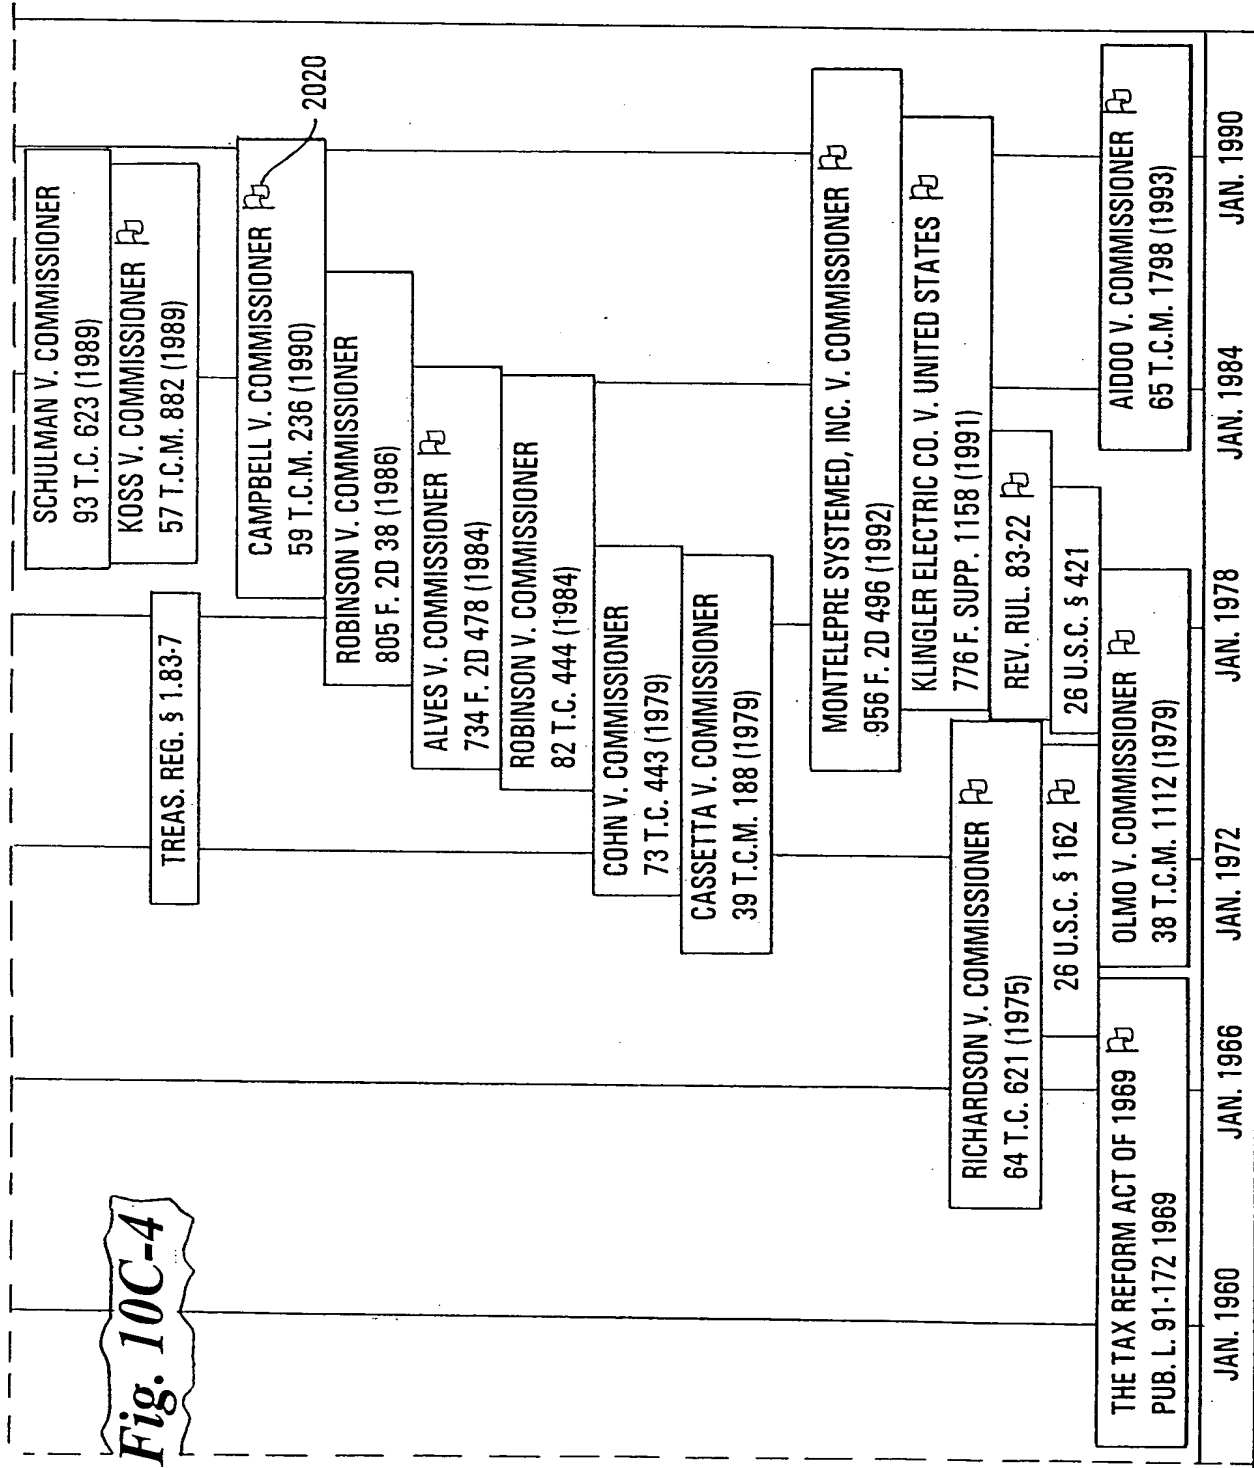 Fig. 10C-4
SCHULMAN V. COMMISSIONER
93 T.C. 623 (1989)
KOSS V. COMMISSIONER
57 T.C.M. 882 (1989)
TREAS. REG. § 1.83-7
CAMPBELL V. COMMISSIONER
59 T.C.M. 236 (1990)
2020
ROBINSON V. COMMISSIONER
805 F. 2D 38 (1986)
ALVES V. COMMISSIONER
734 F. 2D 478 (1984)
ROBINSON V. COMMISSIONER
82 T.C. 444 (1984)
COHN V. COMMISSIONER
73 T.C. 443 (1979)
CASSETTA V. COMMISSIONER
39 T.C.M. 188 (1979)
MONTELEPRE SYSTEMED, INC. V. COMMISSIONER
956 F. 2D 496 (1992)
KLINGLER ELECTRIC CO. V. UNITED STATES
776 F. SUPP. 1158 (1991)
RICHARDSON V. COMMISSIONER
64 T.C. 621 (1975)
REV. RUL. 83-22
26 U.S.C. § 162
26 U.S.C. § 421
THE TAX REFORM ACT OF 1969
PUB. L. 91-172 1969
OLMO V. COMMISSIONER
38 T.C.M. 1112 (1979)
AIDOO V. COMMISSIONER
65 T.C.M. 1798 (1993)
JAN. 1960
JAN. 1966
JAN. 1972
JAN. 1978
JAN. 1984
JAN. 1990